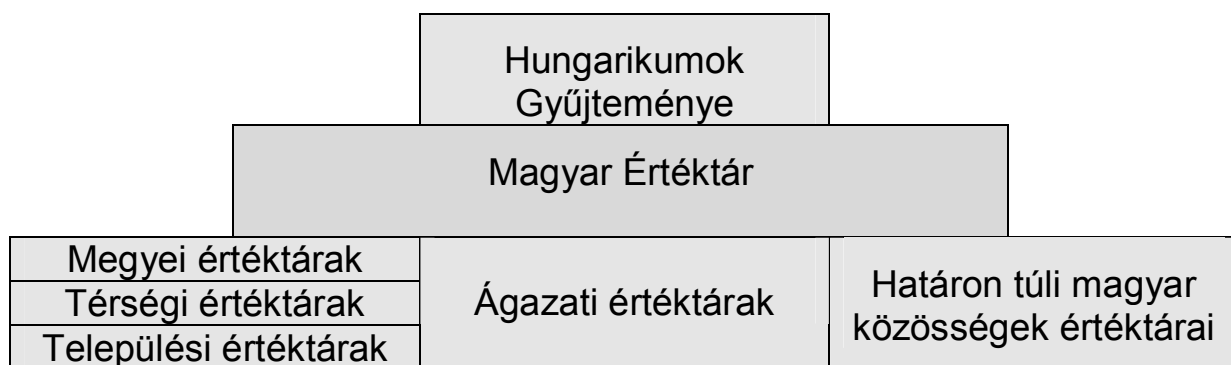 Hungarikumok
Gyűjteménye
Magyar Értéktár
Megyei értéktárak
Térségi értéktárak
Települési értéktárak
Ágazati értéktárak
Határon túli magyar
közösségek értéktárai